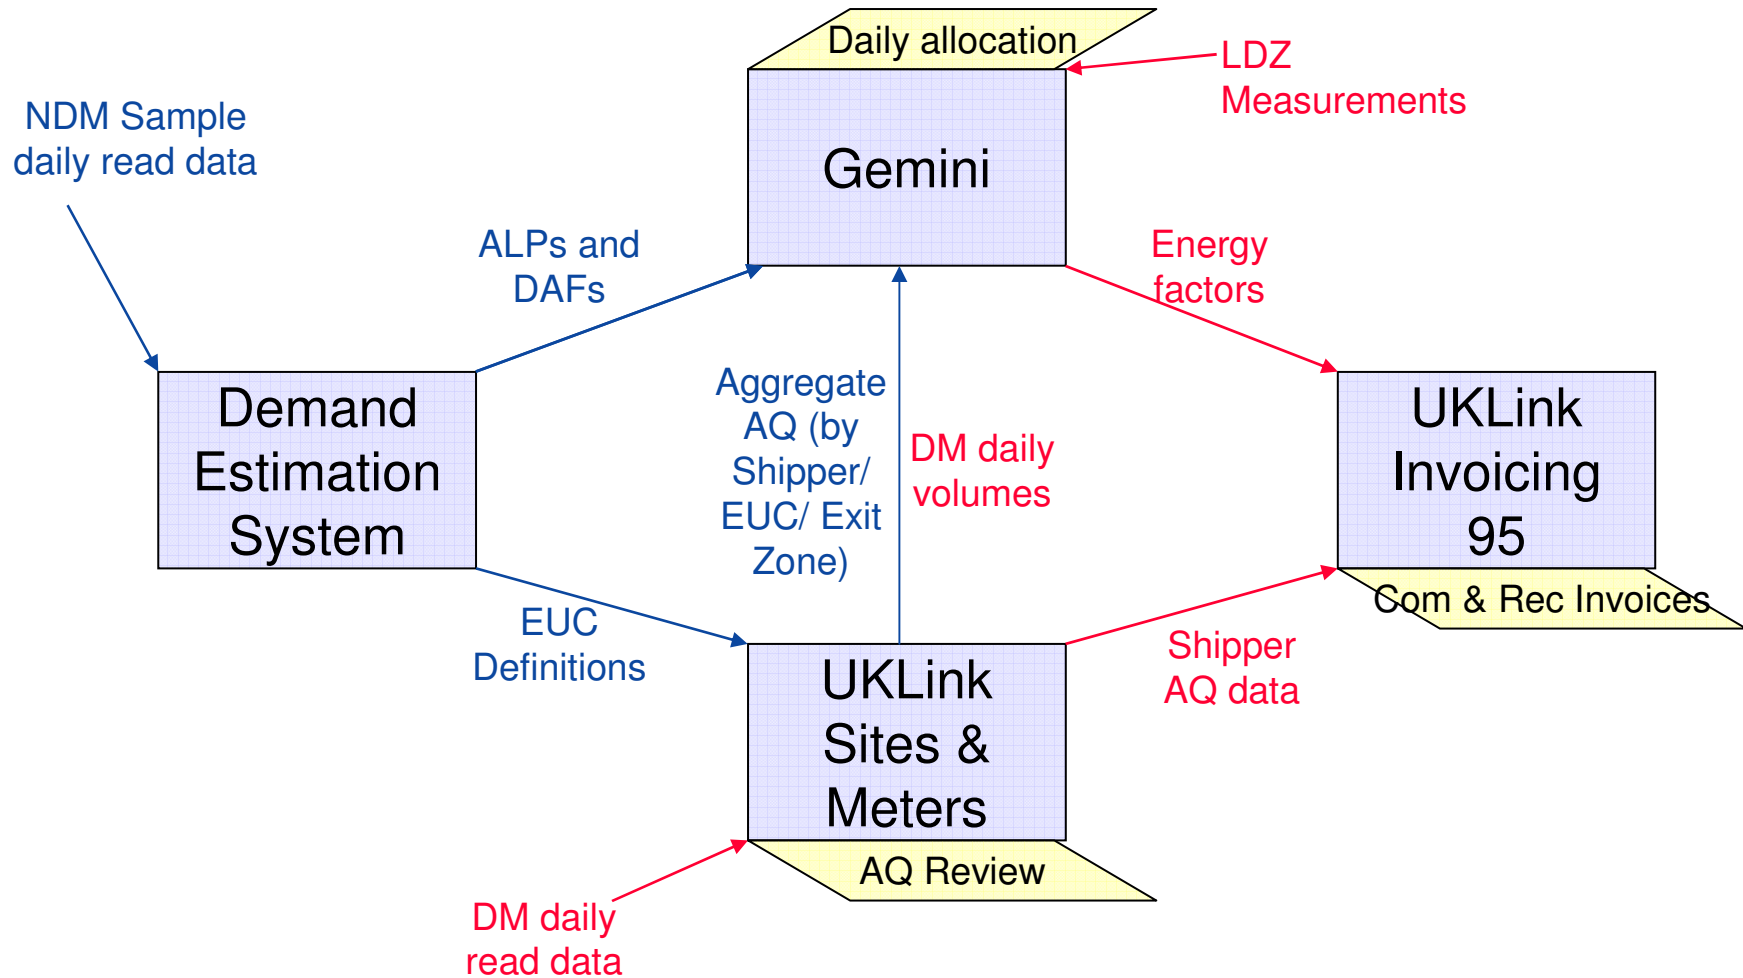 Daily allocation
LDZ
Measurements
NDM Sample
daily read data
Gemini
ALPs and
DAFs
Energy
factors
Aggregate
AQ (by
Shipper/
EUC/ Exit
Zone)
DM daily
volumes
Demand
Estimation
System
UKLink
Invoicing
95
Com & Rec Invoices
EUC
Definitions
Shipper
AQ data
UKLink
Sites &
Meters
AQ Review
DM daily
read data